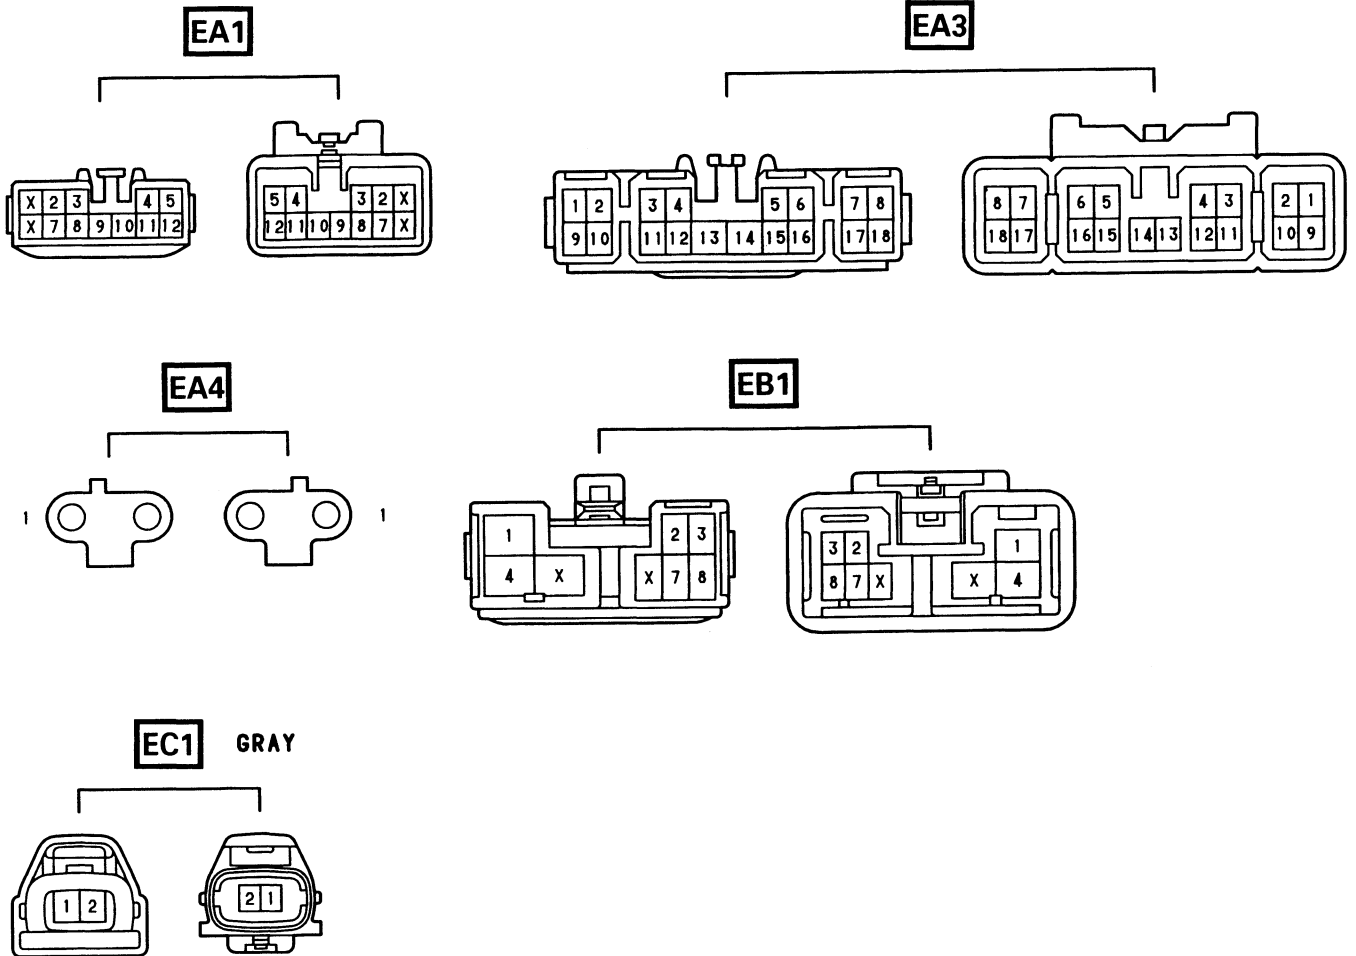 EA1
EA3
X 2 3 4 5
X 7 8 9 10 11 12
5 4 3 2 X
12 11 10 9 8 7 X
1 2 3 4 5 6 7 8
9 10 11 12 13 14 15 16 17 18
8 7 6 5 4 3 2 1
18 17 16 15 14 13 12 11 10 9
EA4
EB1
1
1
1 2 3
4 X X 7 8
3 2 1
8 7 X X 4
EC1 GRAY
1 2
2 1